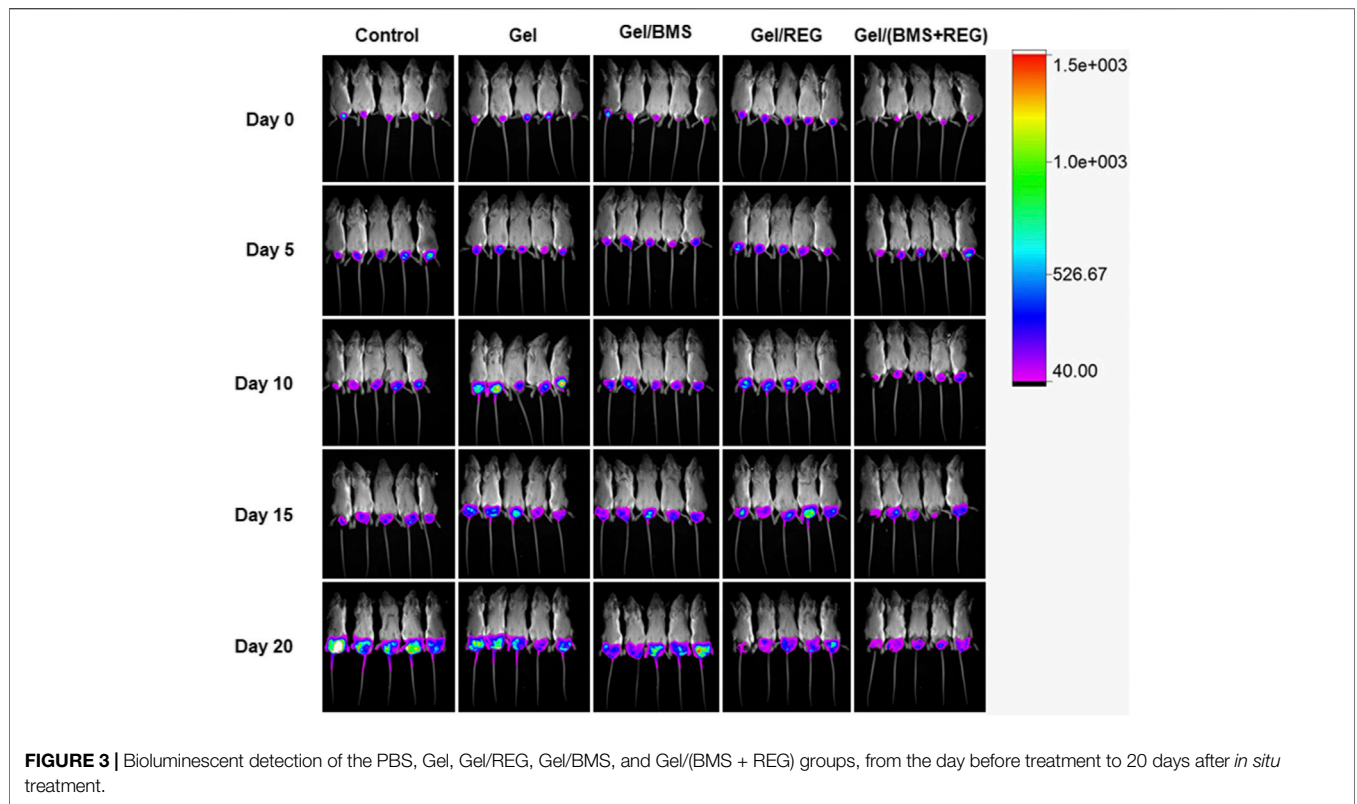 Control Gel Gel/BMS Gel/REG Gel/(BMS+REG)
1.5e+003
Day 0
1.0e+003
Day 5
526.67
Day 10
40.00
Day 15
Day 20
FIGURE 3 | Bioluminescent detection of the PBS, Gel, Gel/REG, Gel/BMS, and Gel/(BMS + REG) groups, from the day before treatment to 20 days after in situ
treatment.